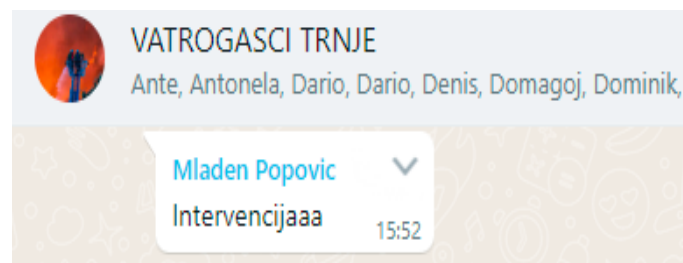 VATROGASCI TRNJE
Ante, Antonela, Dario, Dario, Denis, Domagoj, Dominik,
Mladen Popovic
Intervencijaaa
15:52